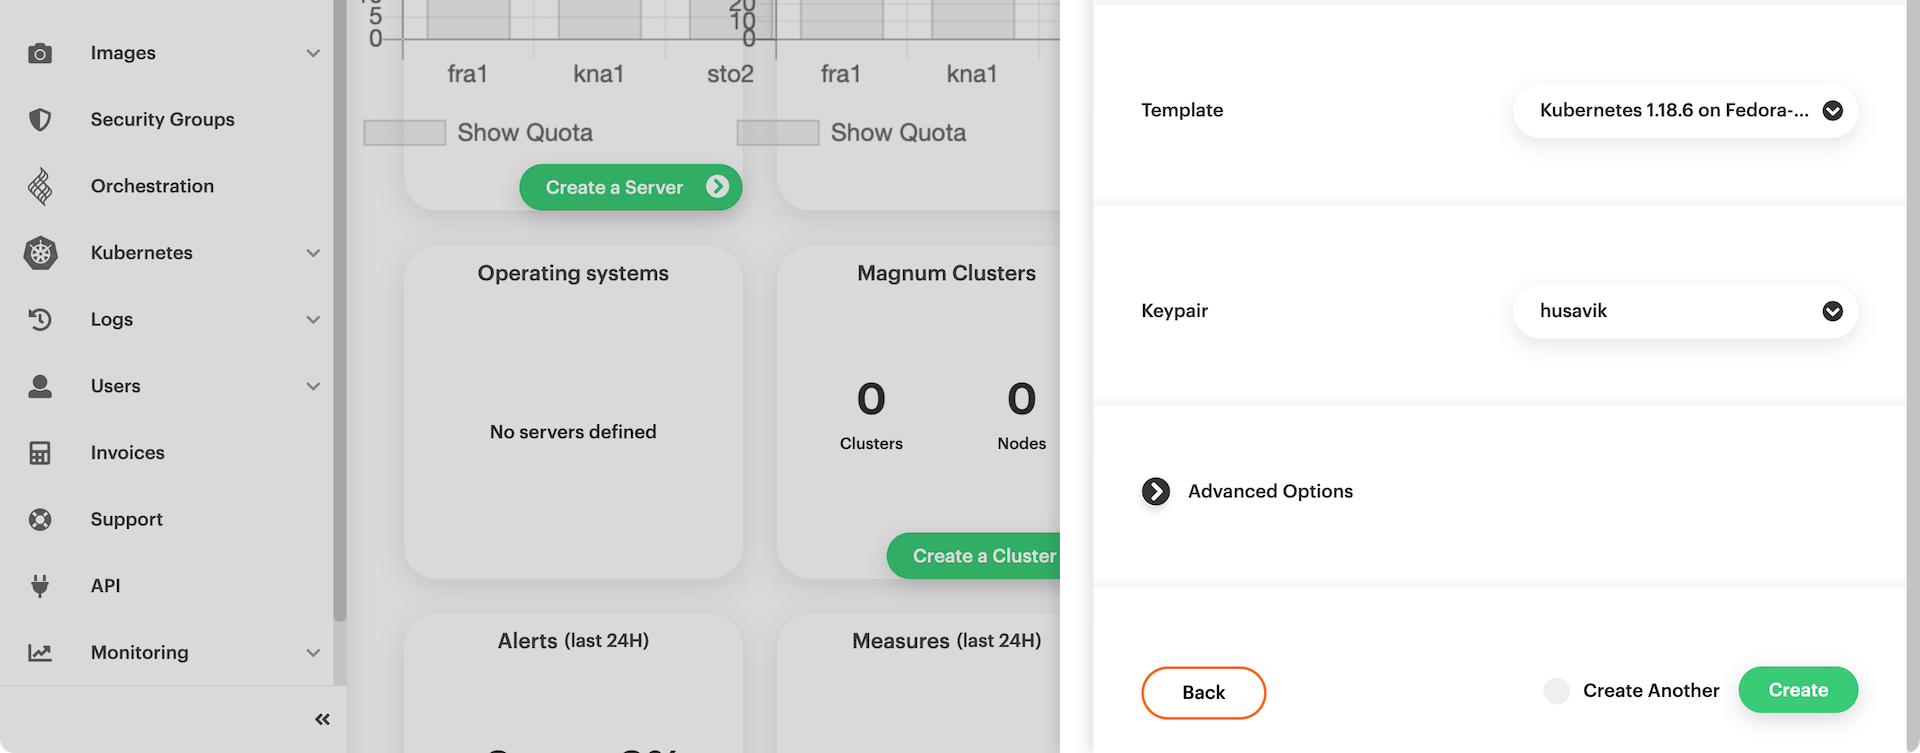 Images
Security Groups
Orchestration
Kubernetes
Logs
Users
Invoices
Support
API
Monitoring
«
5
0
fra1
kna1
sto2
Show Quota
Create a Server
20
10
0
fra1
kna1
Show Quota
Operating systems
No servers defined
Magnum Clusters
0
Clusters
0
Nodes
Create a Cluster
Alerts (last 24H)
Measures (last 24H)
Template
Kubernetes 1.18.6 on Fedora-...
Keypair
husavik
Advanced Options
Back
Create Another
Create